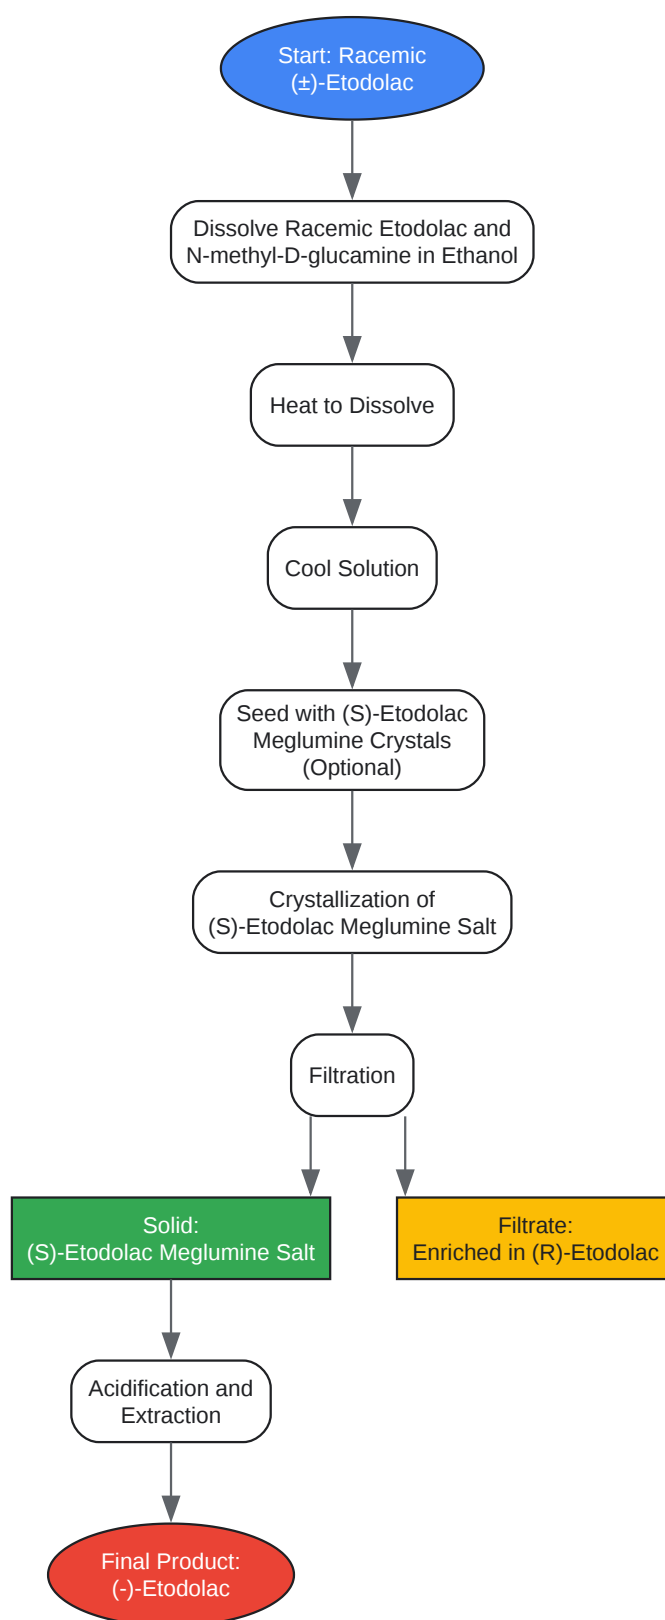 Start: Racemic
(±)-Etodolac
Dissolve Racemic Etodolac and
N-methyl-D-glucamine in Ethanol
Heat to Dissolve
Cool Solution
Seed with (S)-Etodolac
Meglumine Crystals
(Optional)
Crystallization of
(S)-Etodolac Meglumine Salt
Filtration
Solid:
(S)-Etodolac Meglumine Salt
Filtrate:
Enriched in (R)-Etodolac
Acidification and
Extraction
Final Product:
(-)-Etodolac